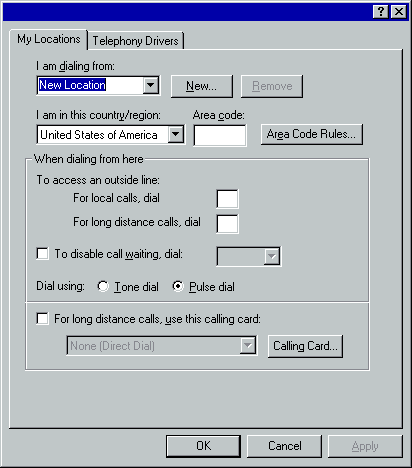 My Locations Telephony Drivers
I am dialing from:
New Location New... Remove
I am in this country/region: Area code:
United States of America Area Code Rules...
When dialing from here
To access an outside line:
For local calls, dial
For long distance calls, dial
To disable call waiting, dial:
Dial using: Tone dial Pulse dial
For long distance calls, use this calling card:
None (Direct Dial) Calling Card...
OK Cancel Apply